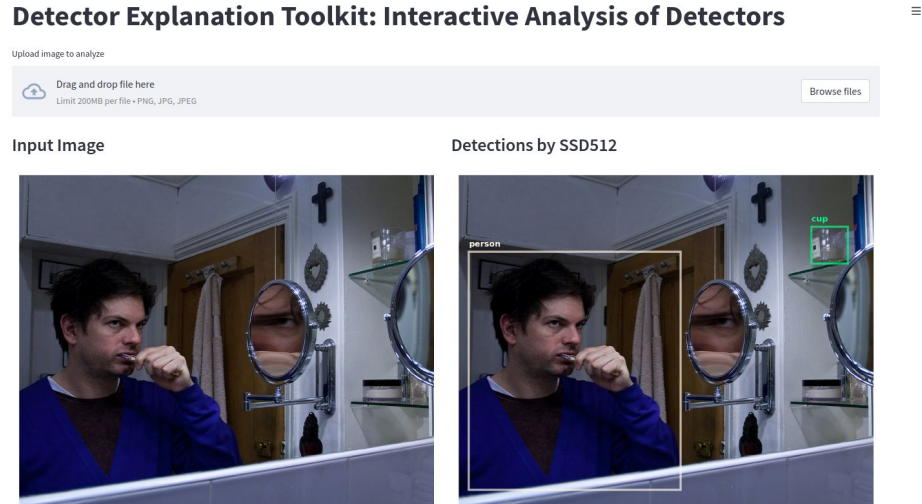 Detector Explanation Toolkit: Interactive Analysis of Detectors
Upload image to analyze
Drag and drop file here
Limit 200MB per file • PNG, JPG, JPEG
Browse files
Input Image
Detections by SSD512
cup
person